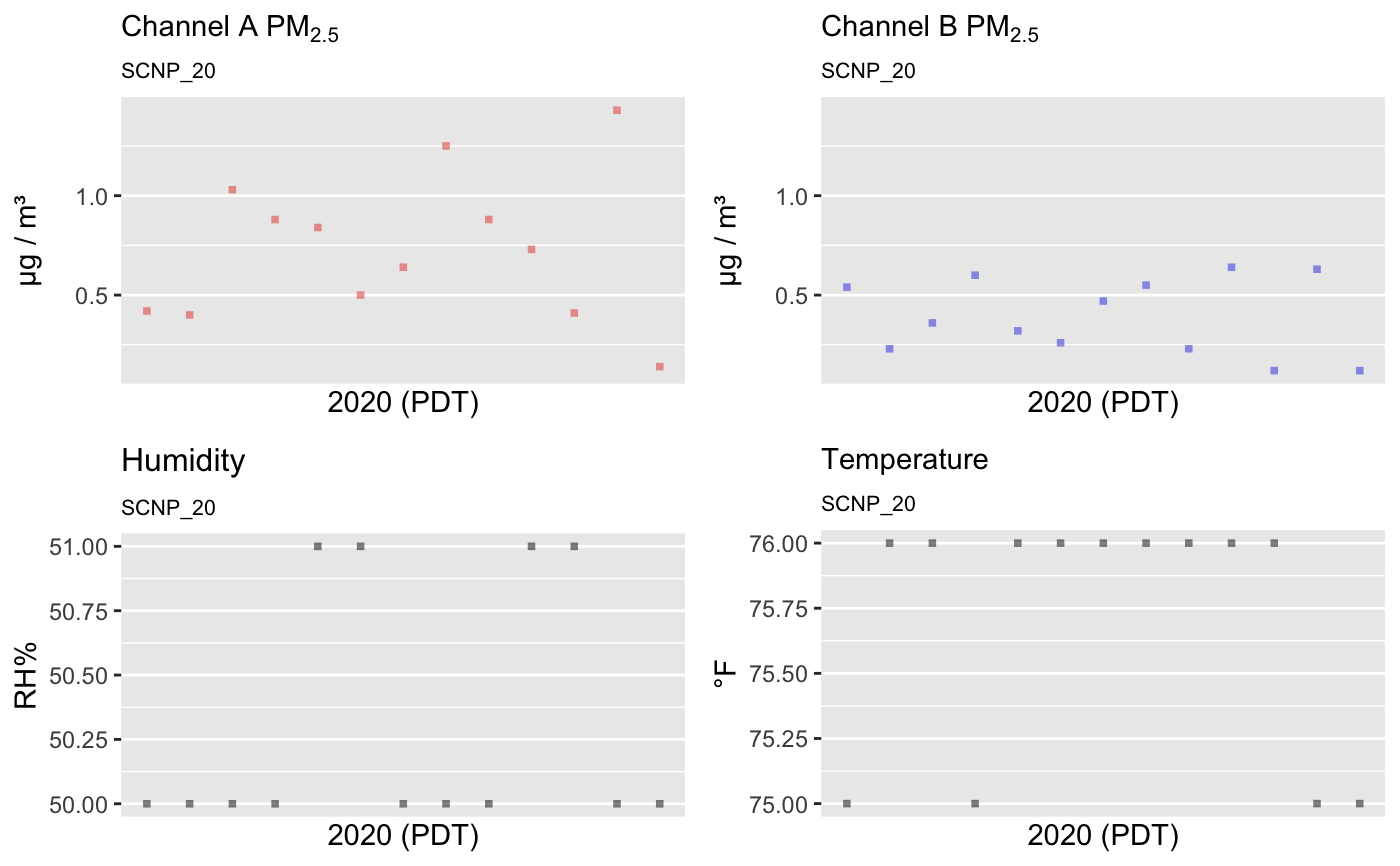 Channel A PM2.5
SCNP_20
µg / m³
1.0
0.5
2020 (PDT)
Channel B PM2.5
SCNP_20
µg / m³
1.0
0.5
2020 (PDT)
Humidity
SCNP_20
RH%
51.00
50.75
50.50
50.25
50.00
2020 (PDT)
Temperature
SCNP_20
°F
76.00
75.75
75.50
75.25
75.00
2020 (PDT)